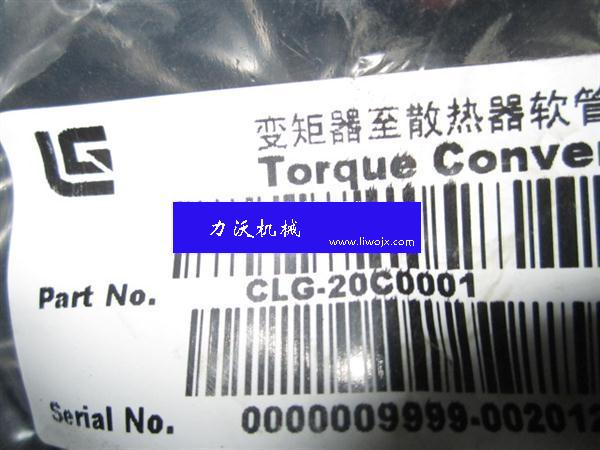 LG
变矩器至散热器软管
Torque Conver
力沃机械
www.liwojx.com
Part No. CLG-20C0001
Serial No. 0000009999-002012